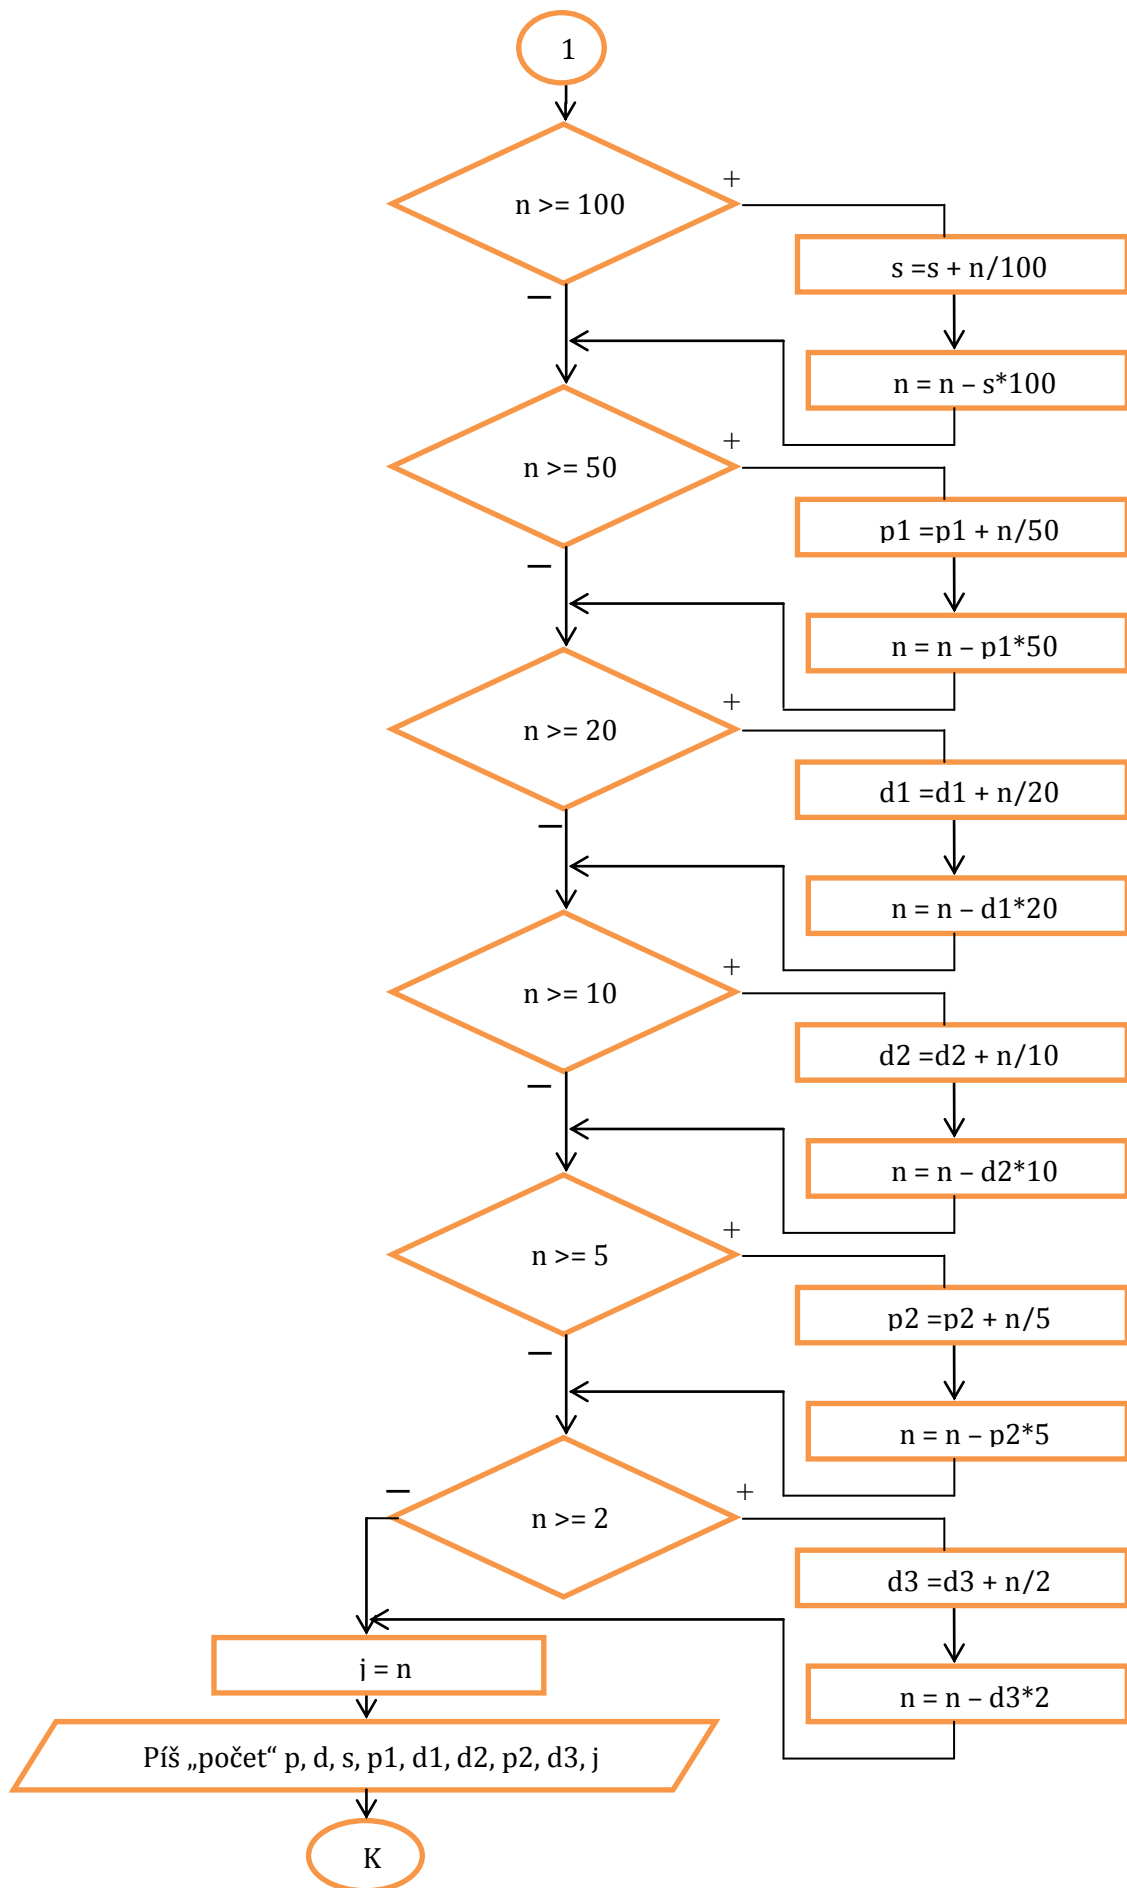 1
n >= 100
+
s =s + n/100
–
n = n – s*100
n >= 50
+
p1 =p1 + n/50
–
n = n – p1*50
n >= 20
+
d1 =d1 + n/20
–
n = n – d1*20
n >= 10
+
d2 =d2 + n/10
–
n = n – d2*10
n >= 5
+
p2 =p2 + n/5
–
n = n – p2*5
n >= 2
–
+
d3 =d3 + n/2
n = n – d3*2
j = n
Píš „počet“ p, d, s, p1, d1, d2, p2, d3, j
K